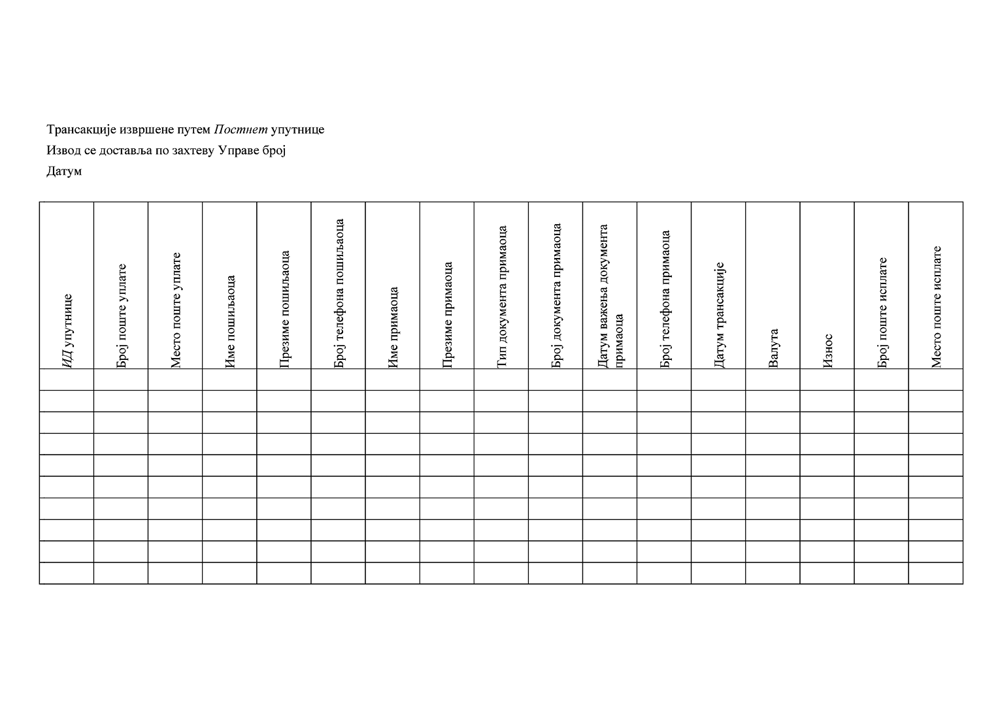 Трансакције извршене путем Постнет упутнице
Извод се доставља по захтеву Управе број
Датум
ИД упутнице
Број поште уплате
Место поште уплате
Име пошиљаоца
Презиме пошиљаоца
Број телефона пошиљаоца
Име примаоца
Презиме примаоца
Тип документа примаоца
Број документа примаоца
Датум важења документа
примаоца
Број телефона примаоца
Датум трансакције
Валута
Износ
Број поште исплате
Место поште исплате